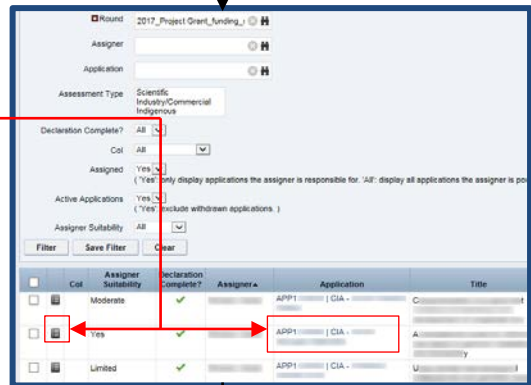 Round 2017_Project Grant_funding_
Assigner
Application
Assessment Type Scientific
Industry/Commercial
Indigenous
Declaration Complete? All
CoI All
Assigned Yes
( "Yes": only display applications the assigner is responsible for. 'All': display all applications the assigner is
Active Applications Yes
( "Yes" exclude withdrawn applications. )
Assigner Suitability All
Filter Save Filter Clear
CoI Assigner Suitability Declaration Complete? Assigner Application Title
Moderate APP1 | CIA - C
Yes APP1 | CIA - A
y
Limited APP1 | CIA - U